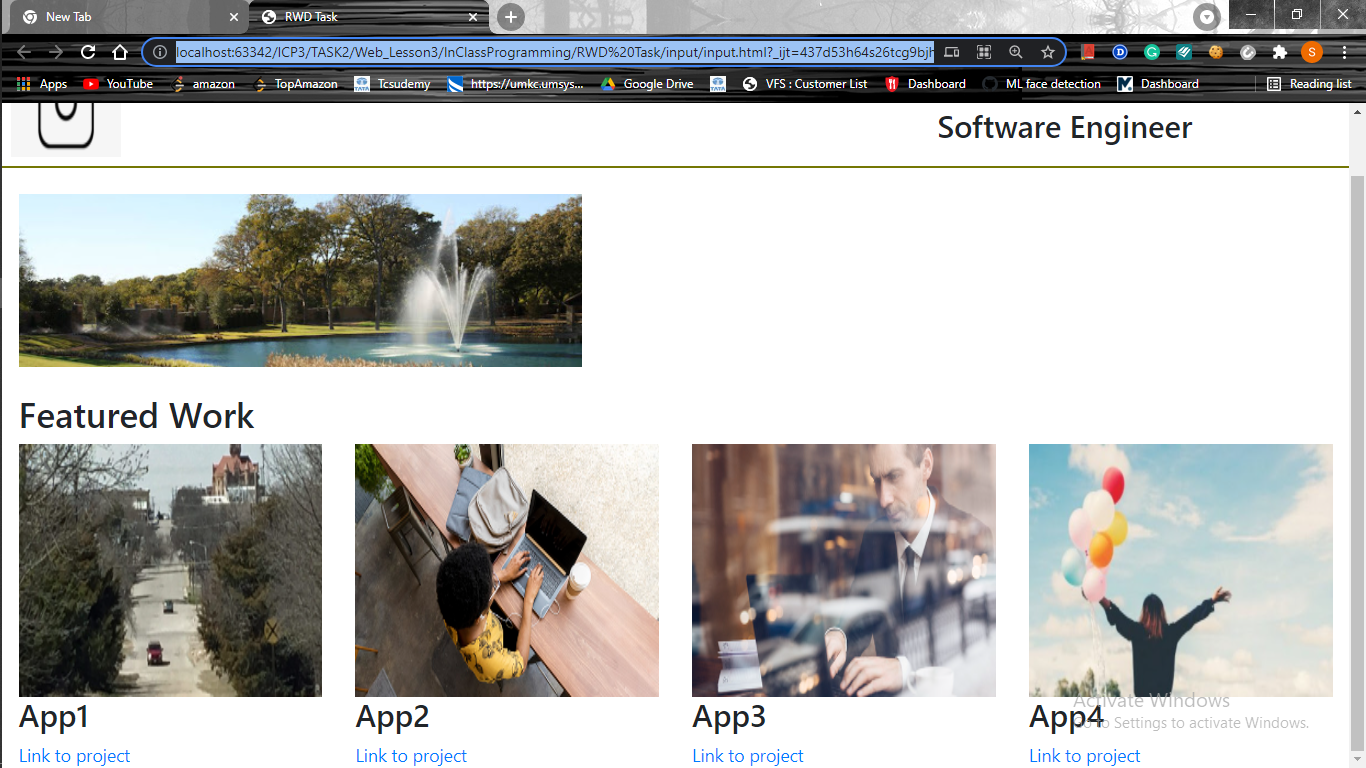 New Tab
RWD Task
localhost:63342/ICP3/TASK2/Web_Lesson3/InClassProgramming/RWD%20Task/input/input.html?_ijt=437d53h64s26tcg9bjh
S
Apps
YouTube
amazon
TopAmazon
Tcsudemy
https://umkc.umsys...
Google Drive
VFS : Customer List
Dashboard
ML face detection
Dashboard
Reading list
Software Engineer
Featured Work
App1
App2
App3
App4
Activate Windows
Go to Settings to activate Windows.
Link to project
Link to project
Link to project
Link to project